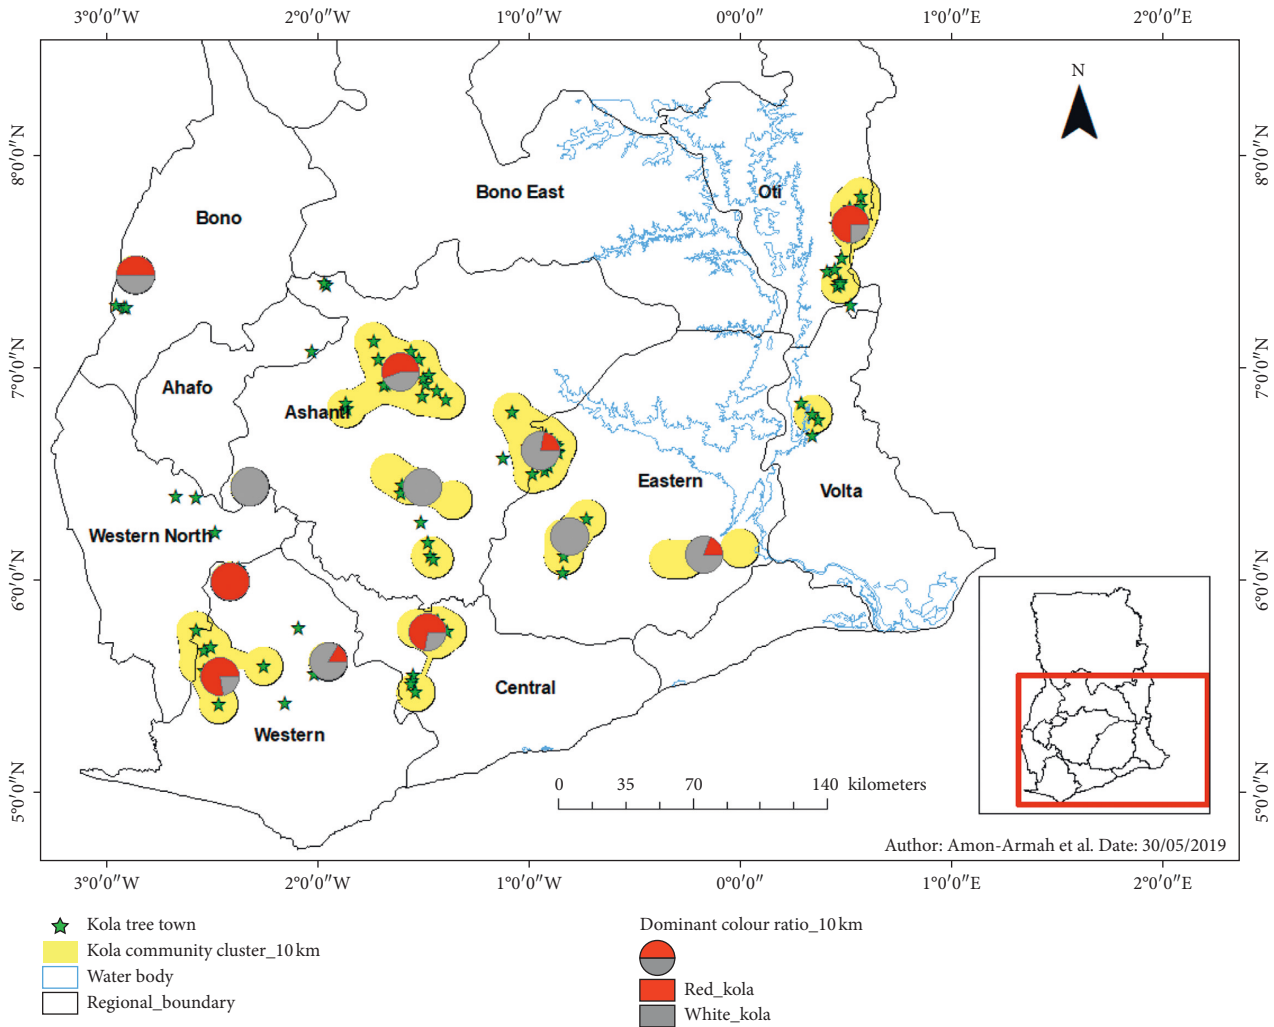 3°0′0″W 2°0′0″W 1°0′0″W 0°0′0″ 1°0′0″E 2°0′0″E
N
8°0′0″N 8°0′0″N
Bono East Oti
Bono
7°0′0″N 7°0′0″N
Ahafo
Ashanti
Eastern
Volta
Western North
6°0′0″N 6°0′0″N
Central
Western
0 35 70 140 kilometers
5°0′0″N 5°0′0″N
Author: Amon-Armah et al. Date: 30/05/2019
3°0′0″W 2°0′0″W 1°0′0″W 0°0′0″ 1°0′0″E 2°0′0″E
Kola tree town
Kola community cluster_10 km
Water body
Regional_boundary
Dominant colour ratio_10 km
Red_kola
White_kola